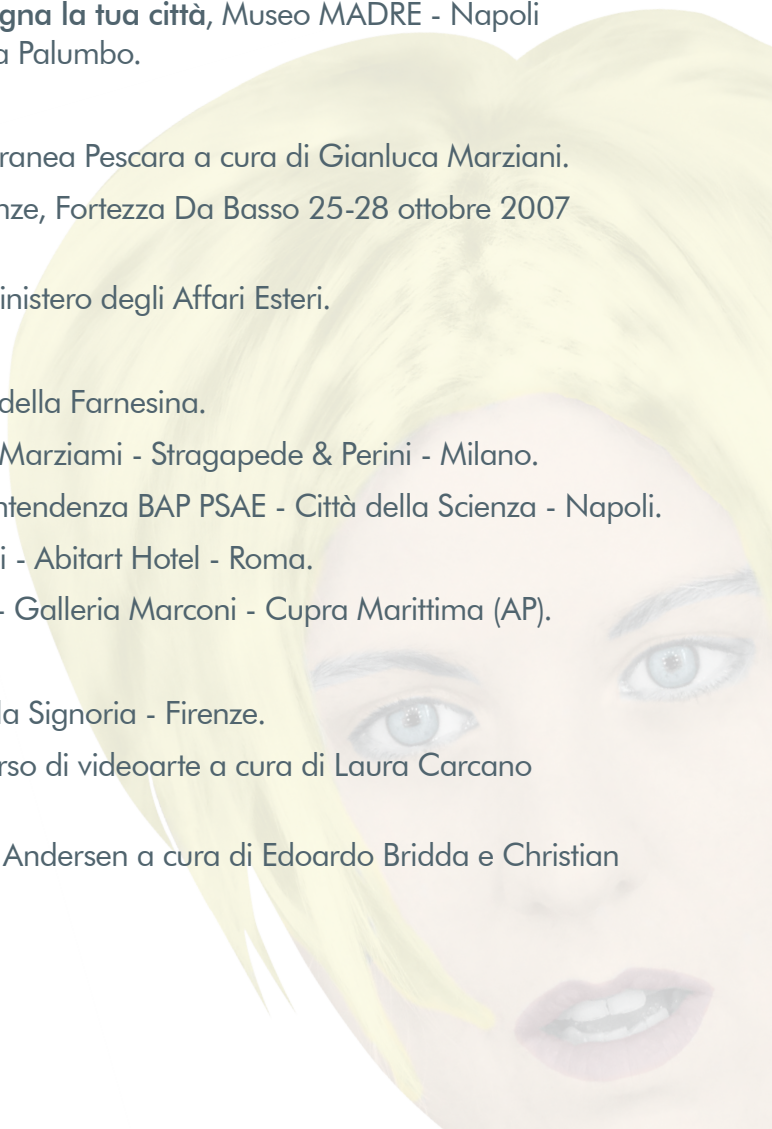 gna la tua città, Museo MADRE - Napoli
a Palumbo.
ranea Pescara a cura di Gianluca Marziani.
nze, Fortezza Da Basso 25-28 ottobre 2007
inistero degli Affari Esteri.
della Farnesina.
Marziami - Stragapede & Perini - Milano.
ntendenza BAP PSAE - Città della Scienza - Napoli.
i - Abitart Hotel - Roma.
- Galleria Marconi - Cupra Marittima (AP).
la Signoria - Firenze.
rso di videoarte a cura di Laura Carcano
Andersen a cura di Edoardo Bridda e Christian